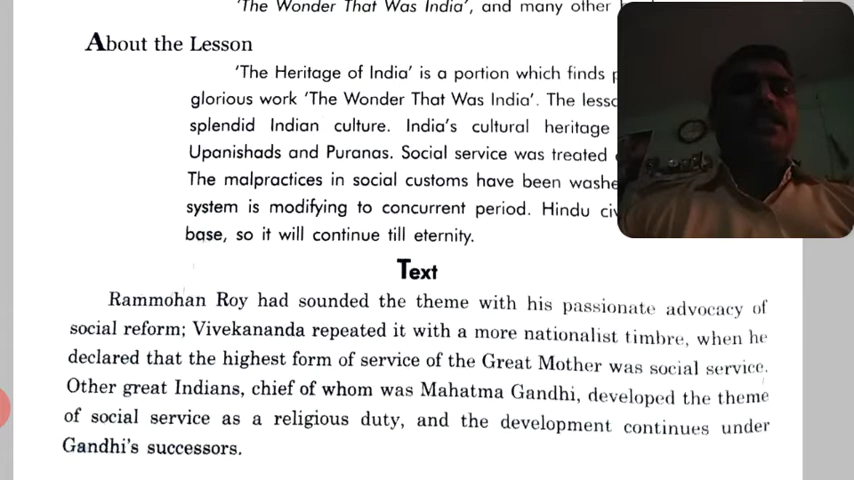 'The Wonder That Was India', and many other
About the Lesson
'The Heritage of India' is a portion which finds
glorious work 'The Wonder That Was India'. The
splendid Indian culture. India's cultural heritage
Upanishads and Puranas. Social service was treated
The malpractices in social customs have been
system is modifying to concurrent period. Hindu
base, so it will continue till eternity.
Text
Rammohan Roy had sounded the theme with his passionate advocacy of
social reform; Vivekananda repeated it with a more nationalist timbre, when he
declared that the highest form of service of the Great Mother was social service.
Other great Indians, chief of whom was Mahatma Gandhi, developed the theme
of social service as a religious duty, and the development continues under
Gandhi's successors.